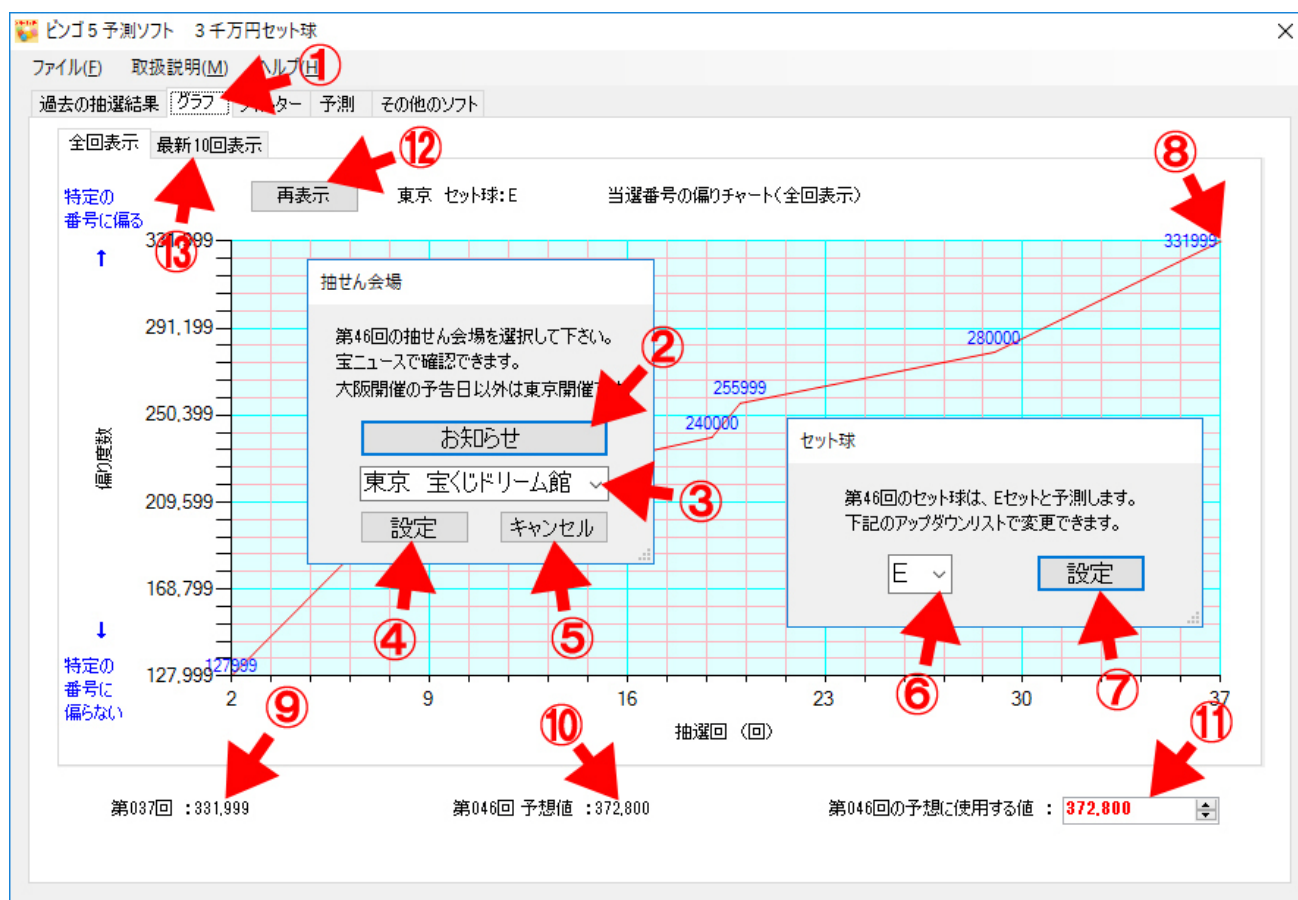 ビンゴ5予測ソフト 3千万円セット球
ファイル(F) 取扱説明(M) ヘルプ(H)
①
過去の抽選結果 グラフ フィルター 予測 その他のソフト
全回表示 最新10回表示
⑫
⑧
⑬
特定の
番号に偏る
↑
再表示 東京 セット球:E 当選番号の偏りチャート(全回表示)
331,999
291,199
250,399
209,599
168,799
127,999
偏り度数
↓
特定の
番号に
偏らない
331999
280000
255999
240000
127999
抽せん会場
第46回の抽せん会場を選択して下さい。
宝ニュースで確認できます。
大阪開催の予告日以外は東京開催
②
お知らせ
東京 宝くじドリーム館
③
設定 キャンセル
④
⑤
セット球
第46回のセット球は、Eセットと予測します。
下記のアップダウンリストで変更できます。
E 設定
⑥
⑦
2 9 16 23 30 37
抽選回 (回)
⑨
⑩
⑪
第037回 :331,999 第046回 予想値 :372,800 第046回の予想に使用する値 : 372,800